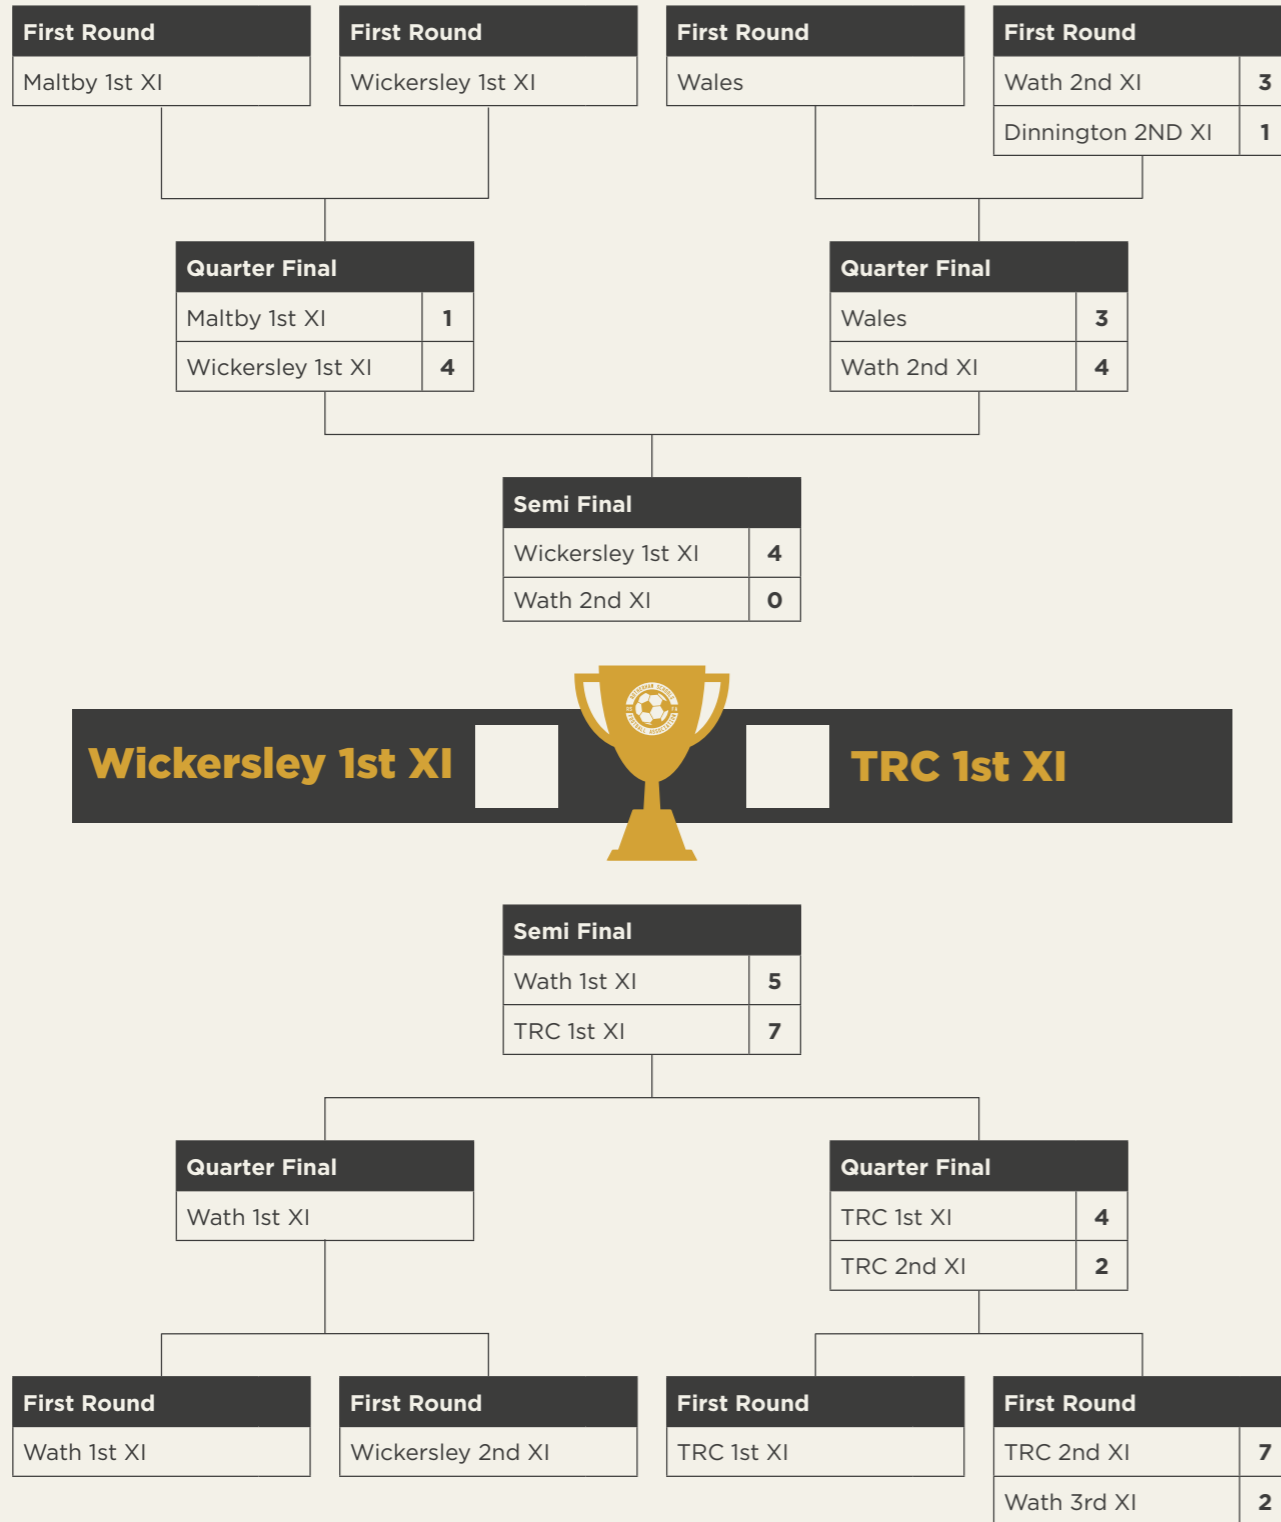 First Round
Maltby 1st XI
First Round
Wickersley 1st XI
First Round
Wales
First Round
Wath 2nd XI 3
Dinnington 2ND XI 1
Quarter Final
Maltby 1st XI 1
Wickersley 1st XI 4
Quarter Final
Wales 3
Wath 2nd XI 4
Semi Final
Wickersley 1st XI 4
Wath 2nd XI 0
Wickersley 1st XI
ROTHERHAM SCHOOLS
FOOTBALL ASSOCIATION
TRC 1st XI
Semi Final
Wath 1st XI 5
TRC 1st XI 7
Quarter Final
Wath 1st XI
Quarter Final
TRC 1st XI 4
TRC 2nd XI 2
First Round
Wath 1st XI
First Round
Wickersley 2nd XI
First Round
TRC 1st XI
First Round
TRC 2nd XI 7
Wath 3rd XI 2